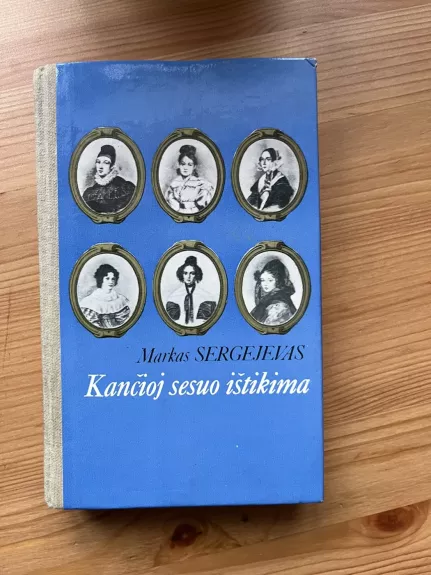 Markas SERGEJEVAS
Kančioj sesuo ištikima